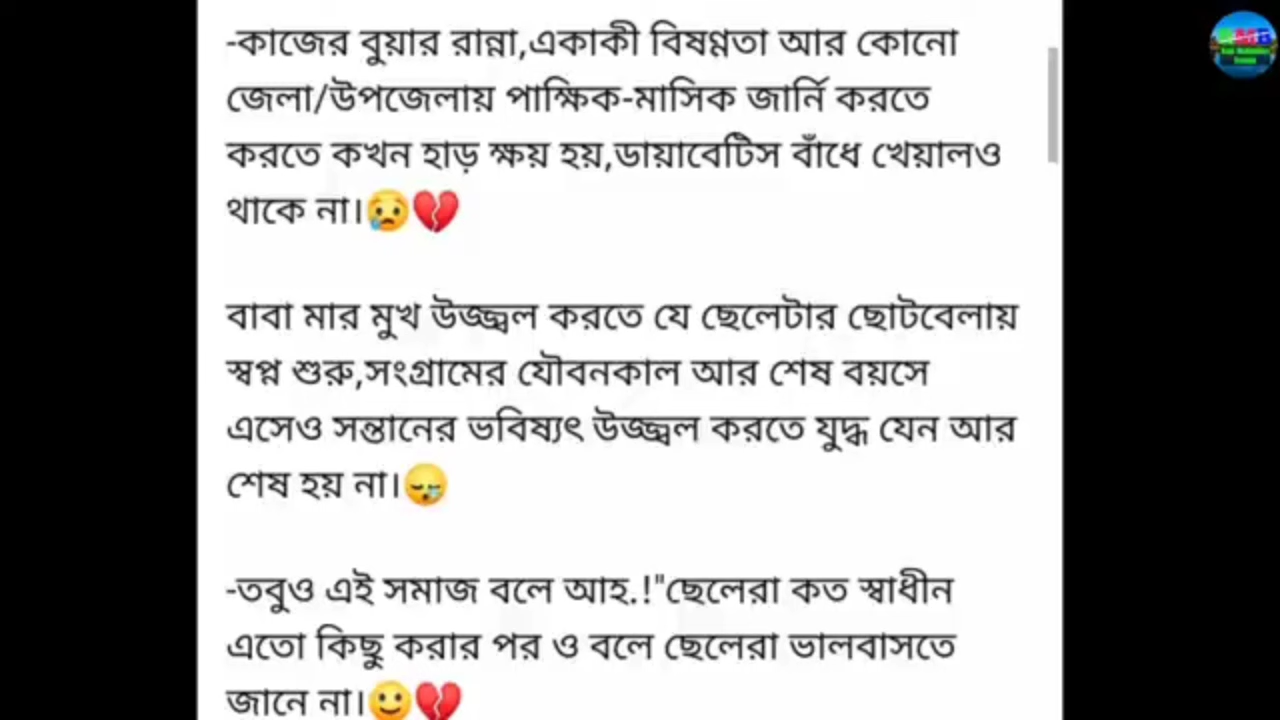 -কাজের বুয়ার রান্না,একাকী বিষণ্ণতা আর কোনো
জেলা/উপজেলায় পাক্ষিক-মাসিক জার্নি করতে
করতে কখন হাড় ক্ষয় হয়,ডায়াবেটিস বাঁধে খেয়ালও
থাকে না।😢💔
বাবা মার মুখ উজ্জ্বল করতে যে ছেলেটার ছোটবেলায়
স্বপ্ন শুরু,সংগ্রামের যৌবনকাল আর শেষ বয়সে
এসেও সন্তানের ভবিষ্যৎ উজ্জ্বল করতে যুদ্ধ যেন আর
শেষ হয় না।😪
-তবুও এই সমাজ বলে আহ.!"ছেলেরা কত স্বাধীন
এতো কিছু করার পর ও বলে ছেলেরা ভালবাসতে
জানে না।🙂💔